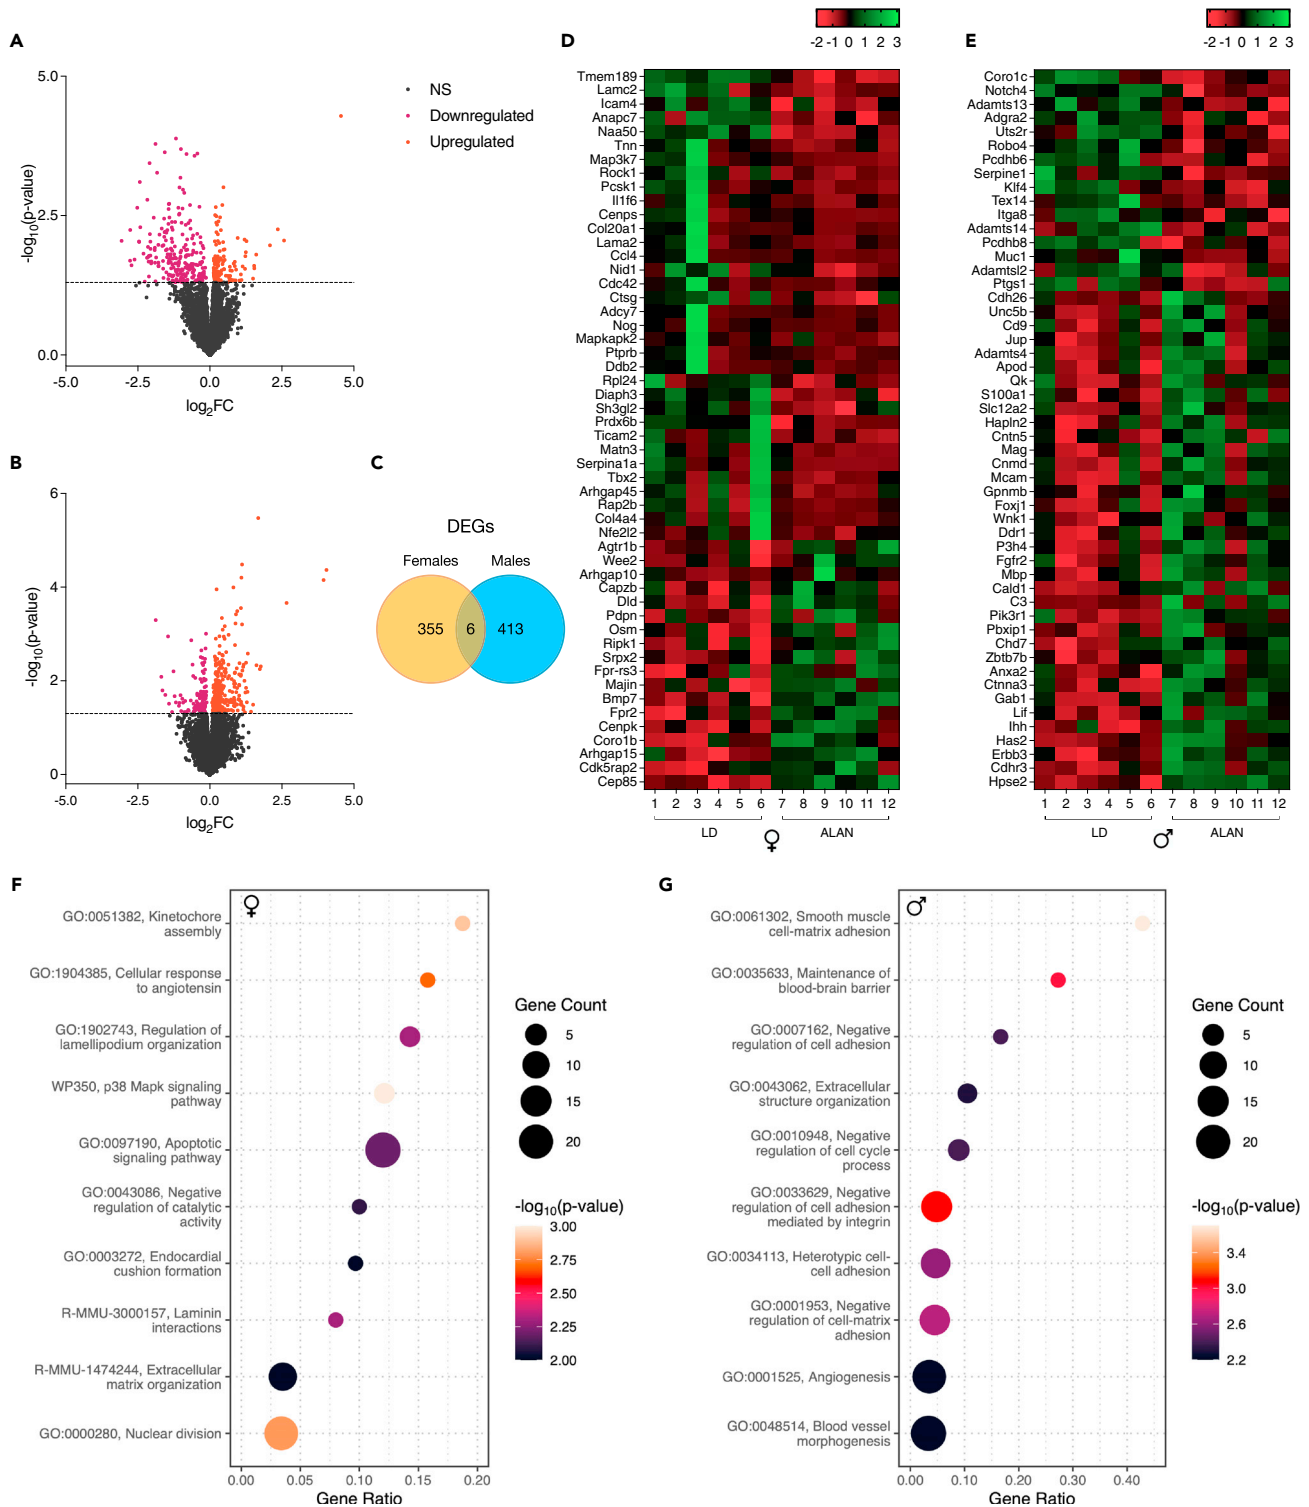 A
5.0
2.5
0.0
-log10(p-value)
-5.0 -2.5 0.0 2.5 5.0
log2FC
NS
Downregulated
Upregulated
B
6
4
2
0
-log10(p-value)
-5.0 -2.5 0.0 2.5 5.0
log2FC
C
DEGs
Females Males
355 6 413
D
-2 -1 0 1 2 3
Tmem189
Lamc2
Icam4
Anapc7
Naa50
Tnn
Map3k7
Rock1
Pcsk1
Il1f6
Cenps
Col20a1
Lama2
Ccl4
Nid1
Cdc42
Ctsg
Adcy7
Nog
Mapkapk2
Ptprb
Ddb2
Rpl24
Diaph3
Sh3gl2
Prdx6b
Ticam2
Matn3
Serpina1a
Tbx2
Arhgap45
Rap2b
Col4a4
Nfe2l2
Agtr1b
Wee2
Arhgap10
Capzb
Dld
Pdpn
Osm
Ripk1
Srpx2
Fpr-rs3
Majin
Bmp7
Fpr2
Cenpk
Coro1b
Arhgap15
Cdk5rap2
Cep85
1 2 3 4 5 6 7 8 9 10 11 12
LD ♀ ALAN
E
-2 -1 0 1 2 3
Coro1c
Notch4
Adamts13
Adgra2
Uts2r
Robo4
Pcdhb6
Serpine1
Klf4
Tex14
Itga8
Adamts14
Pcdhb8
Muc1
Adamtsl2
Ptgs1
Cdh26
Unc5b
Cd9
Jup
Adamts4
Apod
Qk
S100a1
Slc12a2
Hapln2
Cntn5
Mag
Cnmd
Mcam
Gpnmb
Foxj1
Wnk1
Ddr1
P3h4
Fgfr2
Mbp
Cald1
C3
Pik3r1
Pbxip1
Chd7
Zbtb7b
Anxa2
Ctnna3
Gab1
Lif
Ihh
Has2
Erbb3
Cdhr3
Hpse2
1 2 3 4 5 6 7 8 9 10 11 12
LD ♂ ALAN
F
♀
GO:0051382, Kinetochore
assembly
GO:1904385, Cellular response
to angiotensin
GO:1902743, Regulation of
lamellipodium organization
WP350, p38 Mapk signaling
pathway
GO:0097190, Apoptotic
signaling pathway
GO:0043086, Negative
regulation of catalytic
activity
GO:0003272, Endocardial
cushion formation
R-MMU-3000157, Laminin
interactions
R-MMU-1474244, Extracellular
matrix organization
GO:0000280, Nuclear division
0.00 0.05 0.10 0.15 0.20
Gene Ratio
Gene Count
5
10
15
20
-log10(p-value)
3.00
2.75
2.50
2.25
2.00
G
♂
GO:0061302, Smooth muscle
cell-matrix adhesion
GO:0035633, Maintenance of
blood-brain barrier
GO:0007162, Negative
regulation of cell adhesion
GO:0043062, Extracellular
structure organization
GO:0010948, Negative
regulation of cell cycle
process
GO:0033629, Negative
regulation of cell adhesion
mediated by integrin
GO:0034113, Heterotypic cell-
cell adhesion
GO:0001953, Negative
regulation of cell-matrix
adhesion
GO:0001525, Angiogenesis
GO:0048514, Blood vessel
morphogenesis
0.00 0.10 0.20 0.30 0.40
Gene Ratio
Gene Count
5
10
15
20
-log10(p-value)
3.4
3.0
2.6
2.2